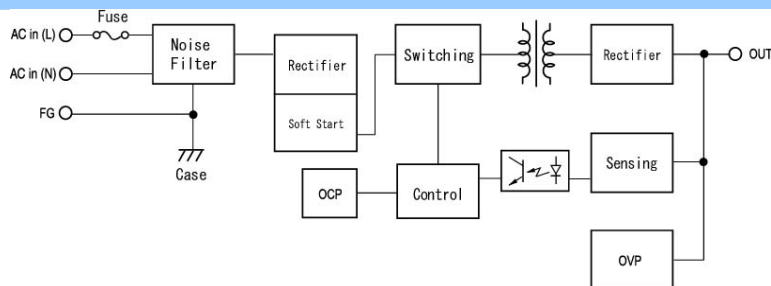 Fuse
AC in (L)
Noise
Filter
AC in (N)
FG
Case
Rectifier
Soft Start
Switching
Rectifier
OUT
OCP
Control
Sensing
OVP